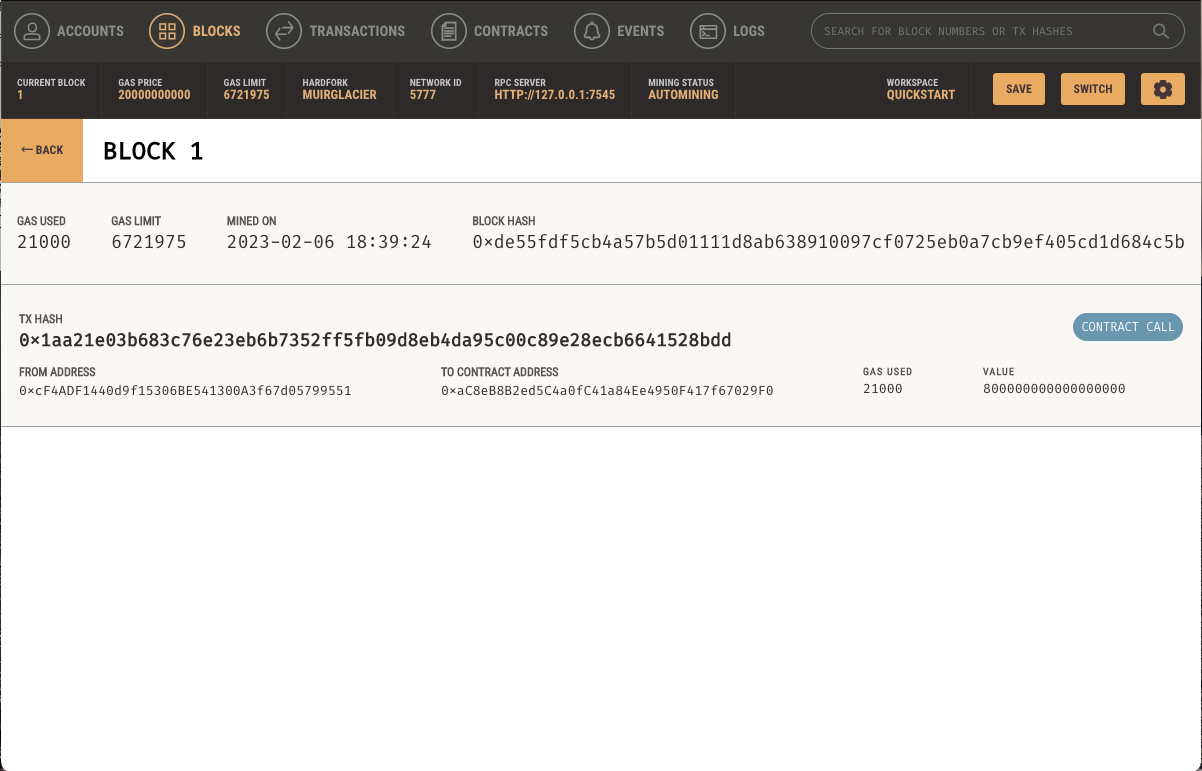 ACCOUNTS BLOCKS TRANSACTIONS CONTRACTS EVENTS LOGS SEARCH FOR BLOCK NUMBERS OR TX HASHES
CURRENT BLOCK GAS PRICE GAS LIMIT HARDFORK NETWORK ID RPC SERVER MINING STATUS WORKSPACE
1 20000000000 6721975 MUIRGLACIER 5777 HTTP://127.0.0.1:7545 AUTOMINING QUICKSTART SAVE SWITCH
← BACK BLOCK 1
GAS USED GAS LIMIT MINED ON BLOCK HASH
21000 6721975 2023-02-06 18:39:24 0×de55fdf5cb4a57b5d01111d8ab638910097cf0725eb0a7cb9ef405cd1d684c5b
TX HASH
0×1aa21e03b683c76e23eb6b7352ff5fb09d8eb4da95c00c89e28ecb6641528bdd CONTRACT CALL
FROM ADDRESS TO CONTRACT ADDRESS GAS USED VALUE
0×cF4ADF1440d9f15306BE541300A3f67d05799551 0×aC8eB8B2ed5C4a0fC41a84Ee4950F417f67029F0 21000 800000000000000000